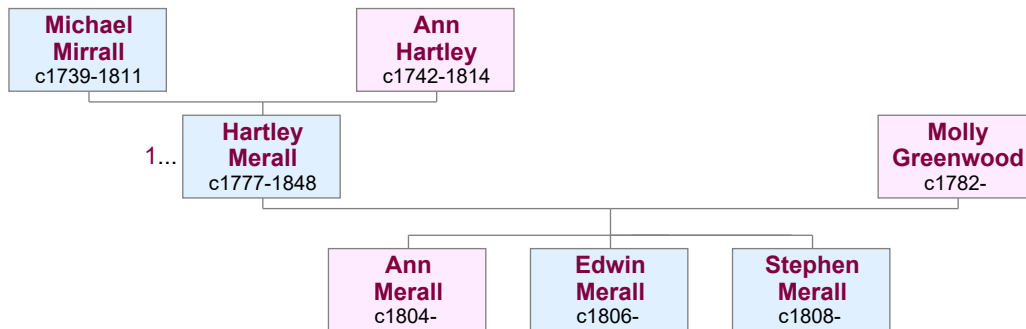 Michael
Mirrall
c1739-1811
Ann
Hartley
c1742-1814
1...
Hartley
Merall
c1777-1848
Molly
Greenwood
c1782-
Ann
Merall
c1804-
Edwin
Merall
c1806-
Stephen
Merall
c1808-